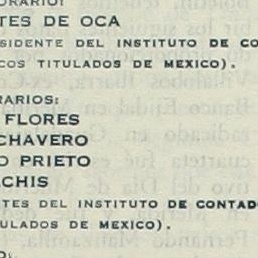 ORARIO:
TES DE OCA
SIDENTE DEL INSTITUTO DE CO
COS TITULADOS DE MEXICO).
RARIOS:
FLORES
CHAVERO
O PRIETO
LCHIS
TES DEL INSTITUTO DE CONTAD
ULADOS DE MEXICO).